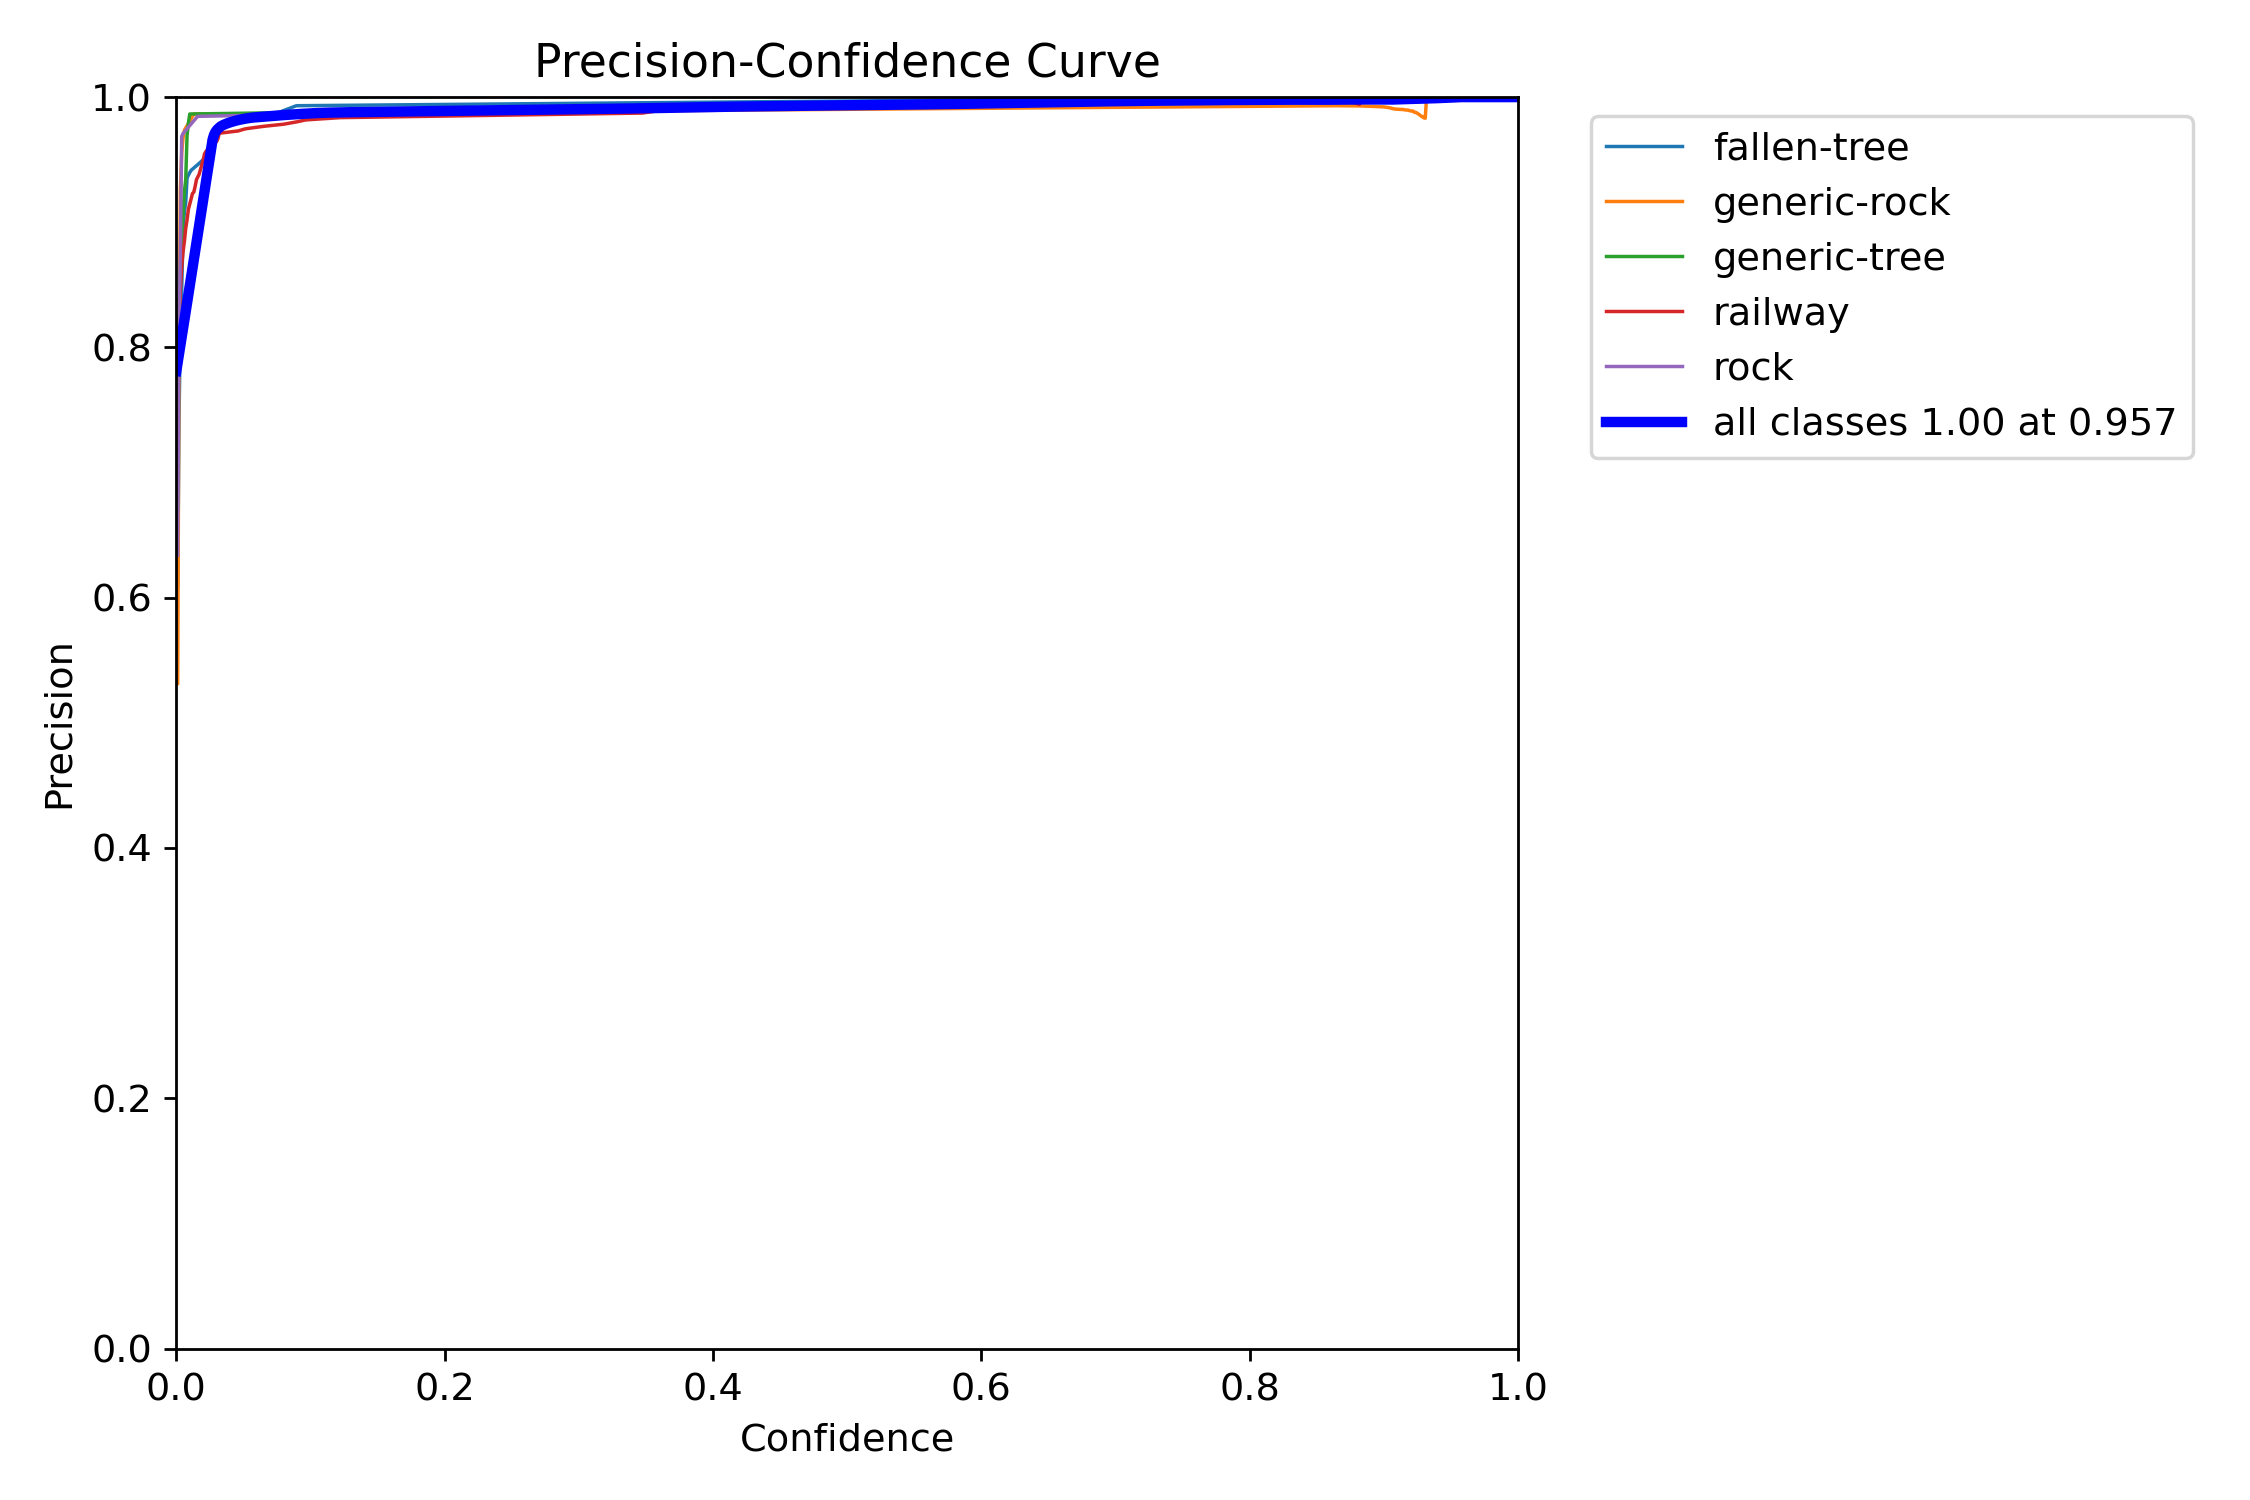 Precision-Confidence Curve
1.0
0.8
0.6
0.4
0.2
0.0
Precision
0.0 0.2 0.4 0.6 0.8 1.0
Confidence
fallen-tree
generic-rock
generic-tree
railway
rock
all classes 1.00 at 0.957